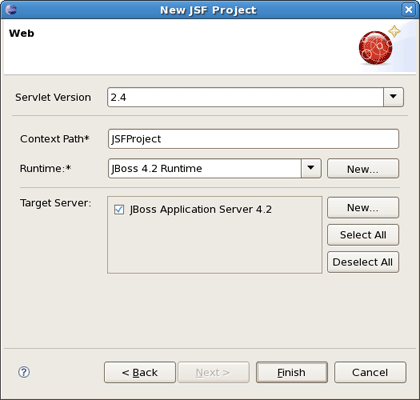 New JSF Project
Web
Servlet Version 2.4
Context Path* JSFProject
Runtime:* JBoss 4.2 Runtime New...
Target Server: JBoss Application Server 4.2 New...
Select All
Deselect All
? < Back Next > Finish Cancel